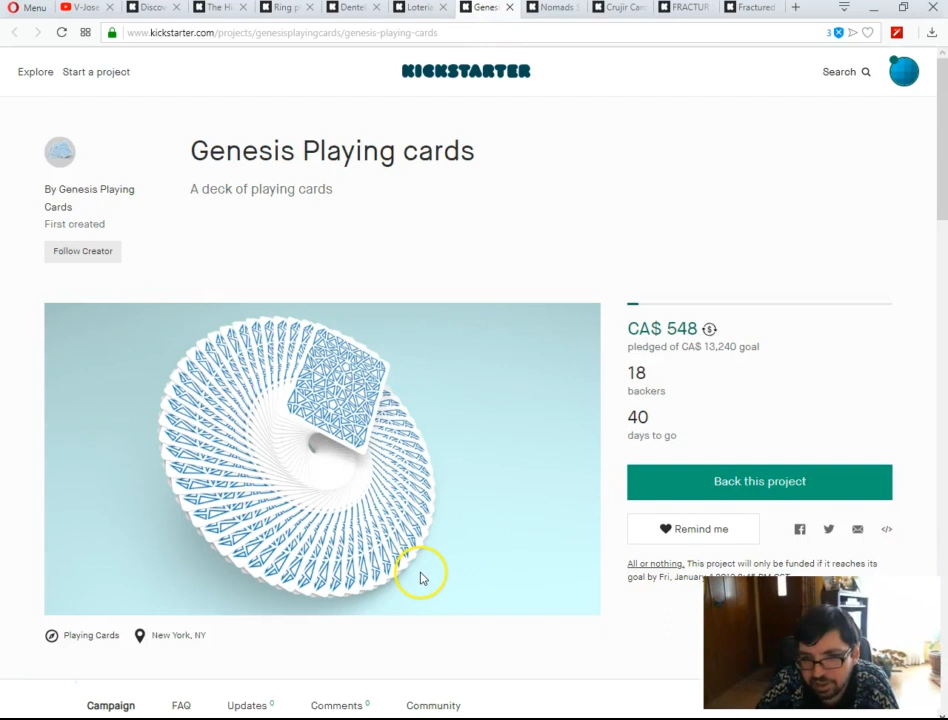 Menu
V-Jose
Discov
The Hi
Ring p
Dentel
Loteria
Genes
Nomads S
Crujir Car
FRACTUR
Fractured
www.kickstarter.com/projects/genesisplayingcards/genesis-playing-cards
3
Explore Start a project
KICKSTARTER
Search
Genesis Playing cards
A deck of playing cards
By Genesis Playing
Cards
First created
Follow Creator
CA$ 548
pledged of CA$ 13,240 goal
18
backers
40
days to go
Back this project
Remind me
All or nothing. This project will only be funded if it reaches its
goal by Fri, January
Playing Cards
New York, NY
Campaign FAQ Updates 0 Comments 0 Community